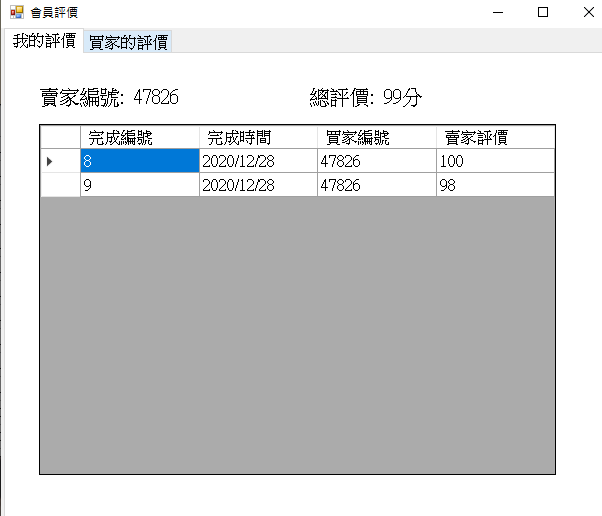 會員評價
我的評價 買家的評價
賣家編號: 47826 總評價: 99分
完成編號 完成時間 買家編號 賣家評價
8 2020/12/28 47826 100
9 2020/12/28 47826 98